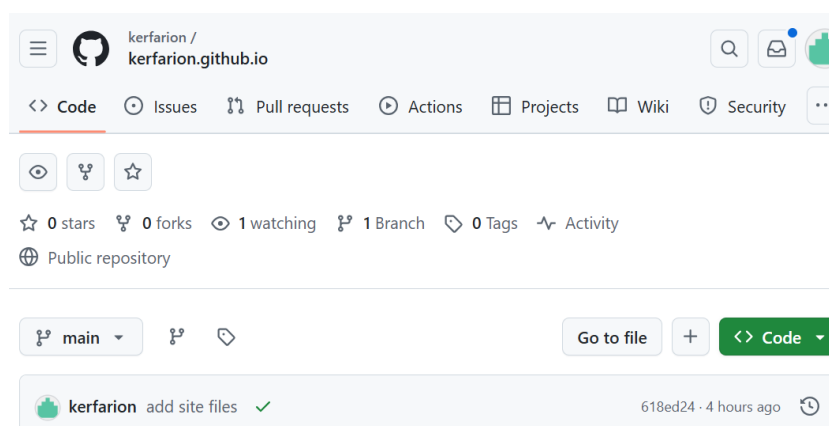 kerfarion /
kerfarion.github.io
Code Issues Pull requests Actions Projects Wiki Security
0 stars 0 forks 1 watching 1 Branch 0 Tags Activity
Public repository
main Go to file Code
kerfarion add site files 618ed24 · 4 hours ago